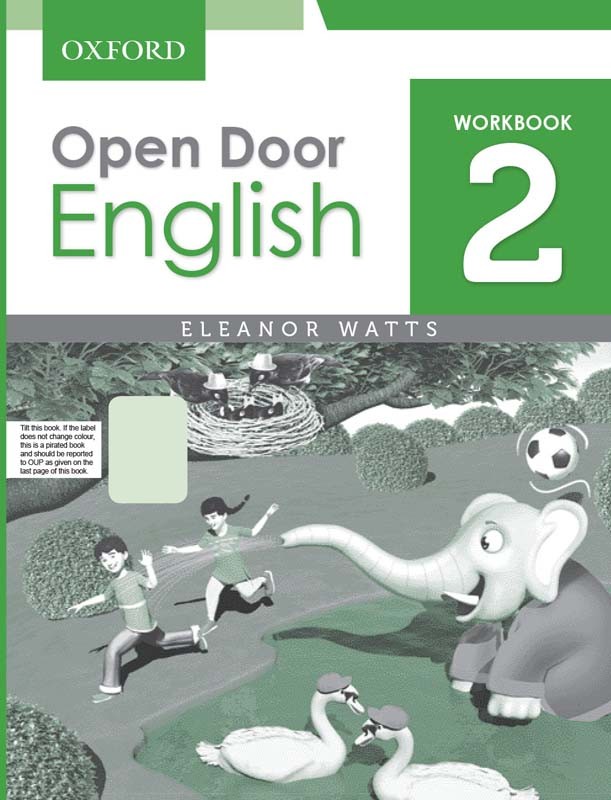 OXFORD
WORKBOOK
2
Open Door
English
ELEANOR WATTS
Tilt this book. If the label
does not change colour,
this is a pirated book
and should be reported
to OUP as given on the
last page of this book.